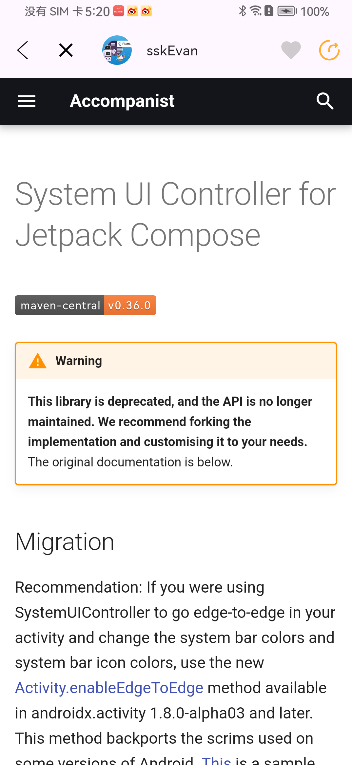 没有 SIM 卡 5:20 100%
sskEvan
Accompanist
System UI Controller for
Jetpack Compose
maven-central v0.36.0
Warning
This library is deprecated, and the API is no longer
maintained. We recommend forking the
implementation and customising it to your needs.
The original documentation is below.
Migration
Recommendation: If you were using
SystemUIController to go edge-to-edge in your
activity and change the system bar colors and
system bar icon colors, use the new
Activity.enableEdgeToEdge method available
in androidx.activity 1.8.0-alpha03 and later.
This method backports the scrims used on
some versions of Android. This is a sample